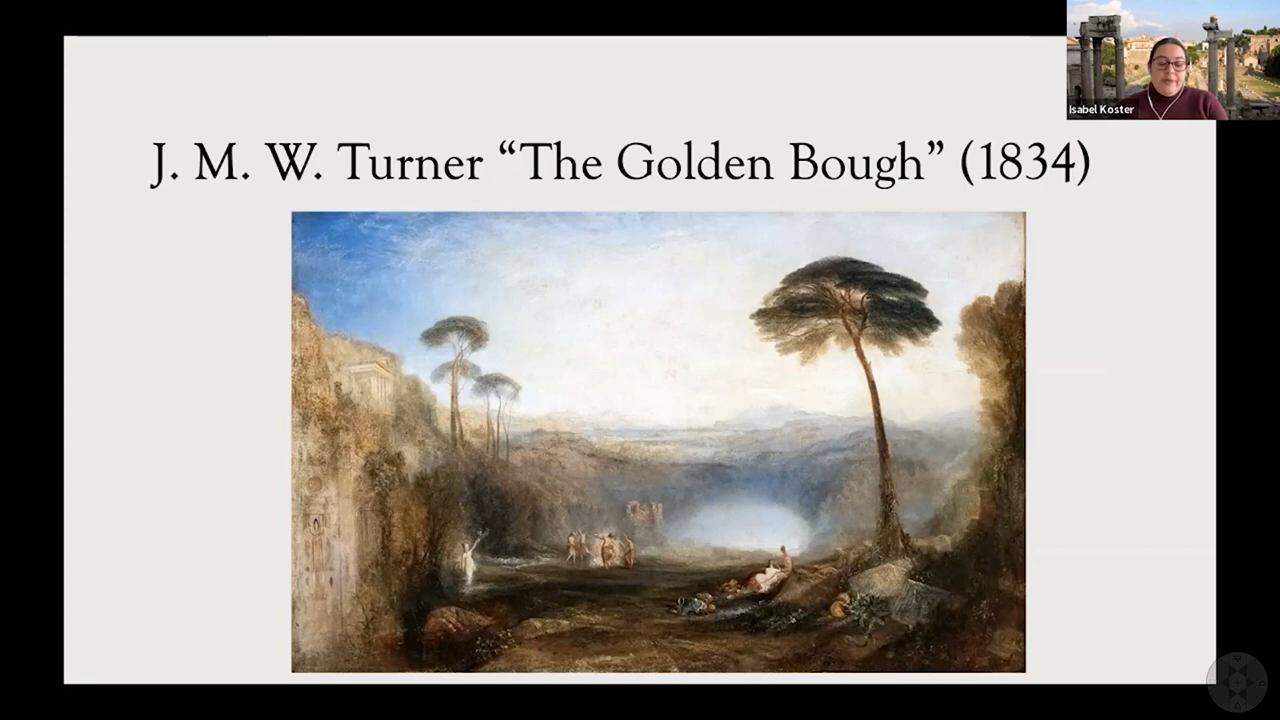 Isabel Koster
J. M. W. Turner “The Golden Bough” (1834)